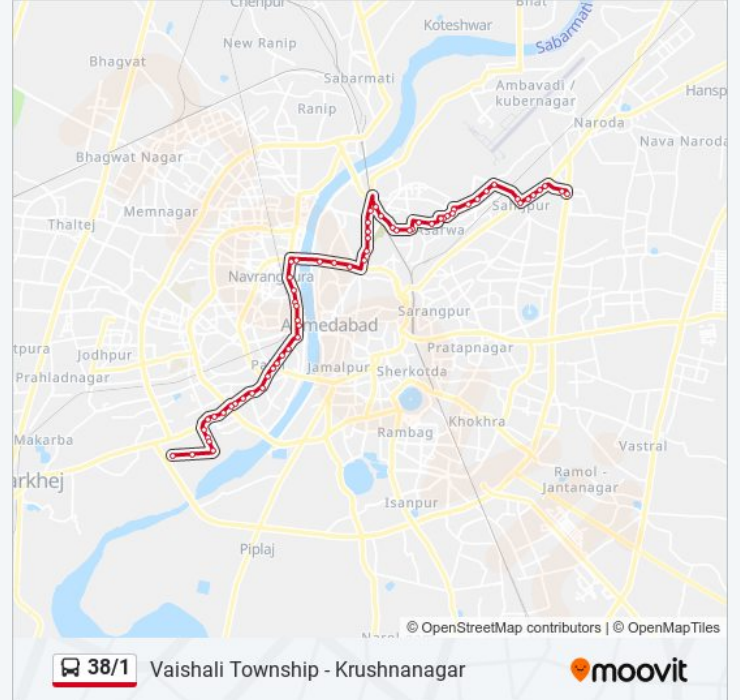 Chenpur
Bhat
Koteshwar
Sabarmati
New Ranip
Bhagvat
Sabarmati
Ambavadi /
kubernagar
Hansp
Ranip
Naroda
Nava Naroda
Bhagwat Nagar
Memnagar
Thaltej
Saijpur
Asarwa
Navrangpura
Sarangpur
Ahmedabad
tpura
Jodhpur
Pratapnagar
Prahladnagar
Jamalpur
Sherkotda
Khokhra
Makarba
Rambag
Vastral
arkhej
Ramol -
Jantanagar
Isanpur
Piplaj
© OpenStreetMap contributors | © OpenMapTiles
38/1
Vaishali Township - Krushnanagar
moovit